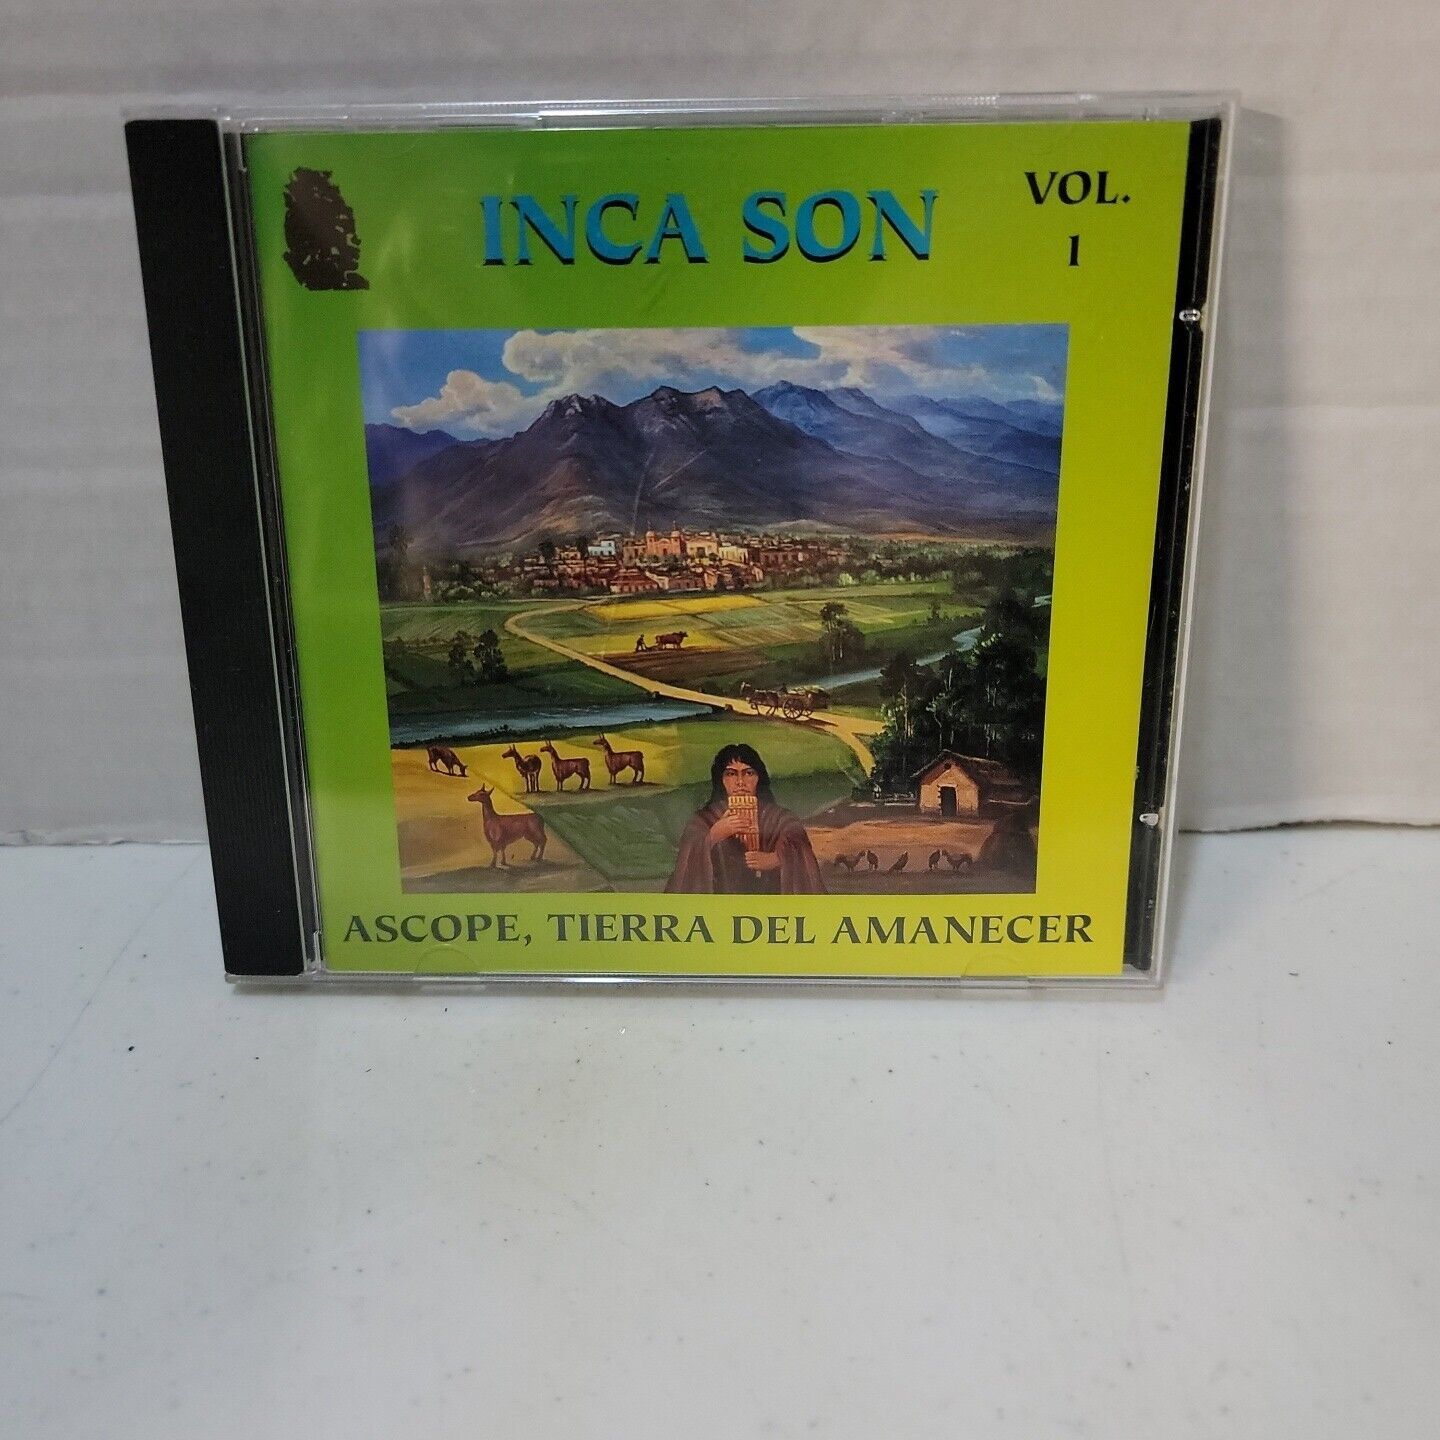 INCA SON
VOL.
1
ASCOPE, TIERRA DEL AMANECER